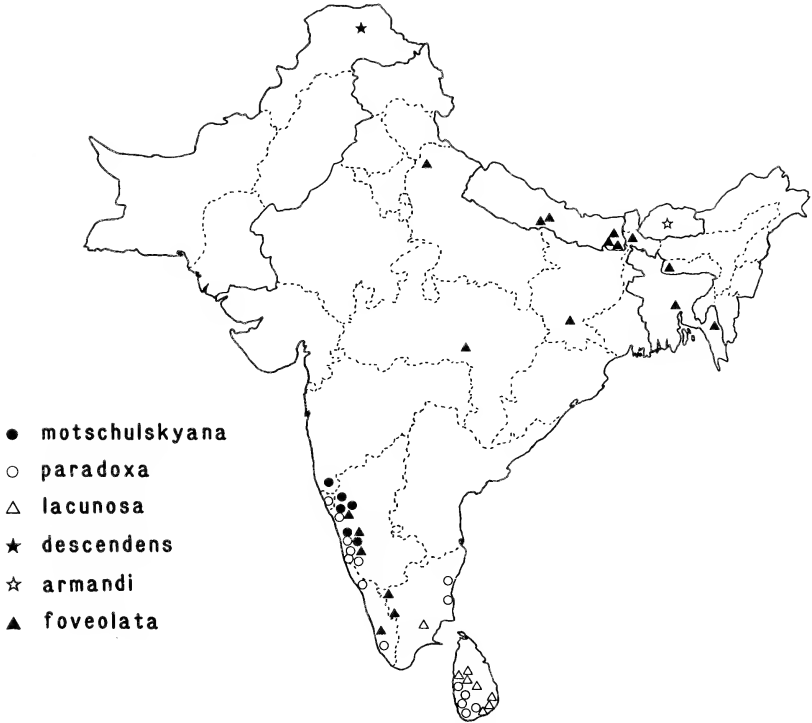 motschulskyana
paradoxa
lacunosa
descendens
armandi
foveolata